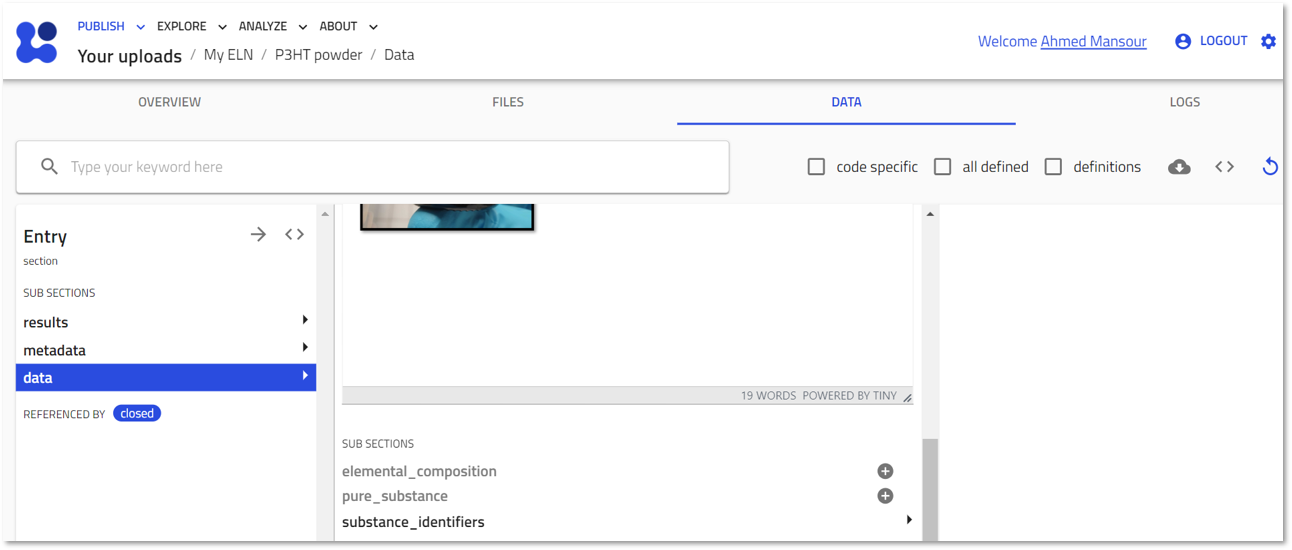 PUBLISH EXPLORE ANALYZE ABOUT
Your uploads / My ELN / P3HT powder / Data
Welcome Ahmed Mansour LOGOUT
OVERVIEW FILES DATA LOGS
Type your keyword here
code specific all defined definitions
Entry
section
SUB SECTIONS
results
metadata
data
REFERENCED BY closed
19 WORDS POWERED BY TINY
SUB SECTIONS
elemental_composition
pure_substance
substance_identifiers